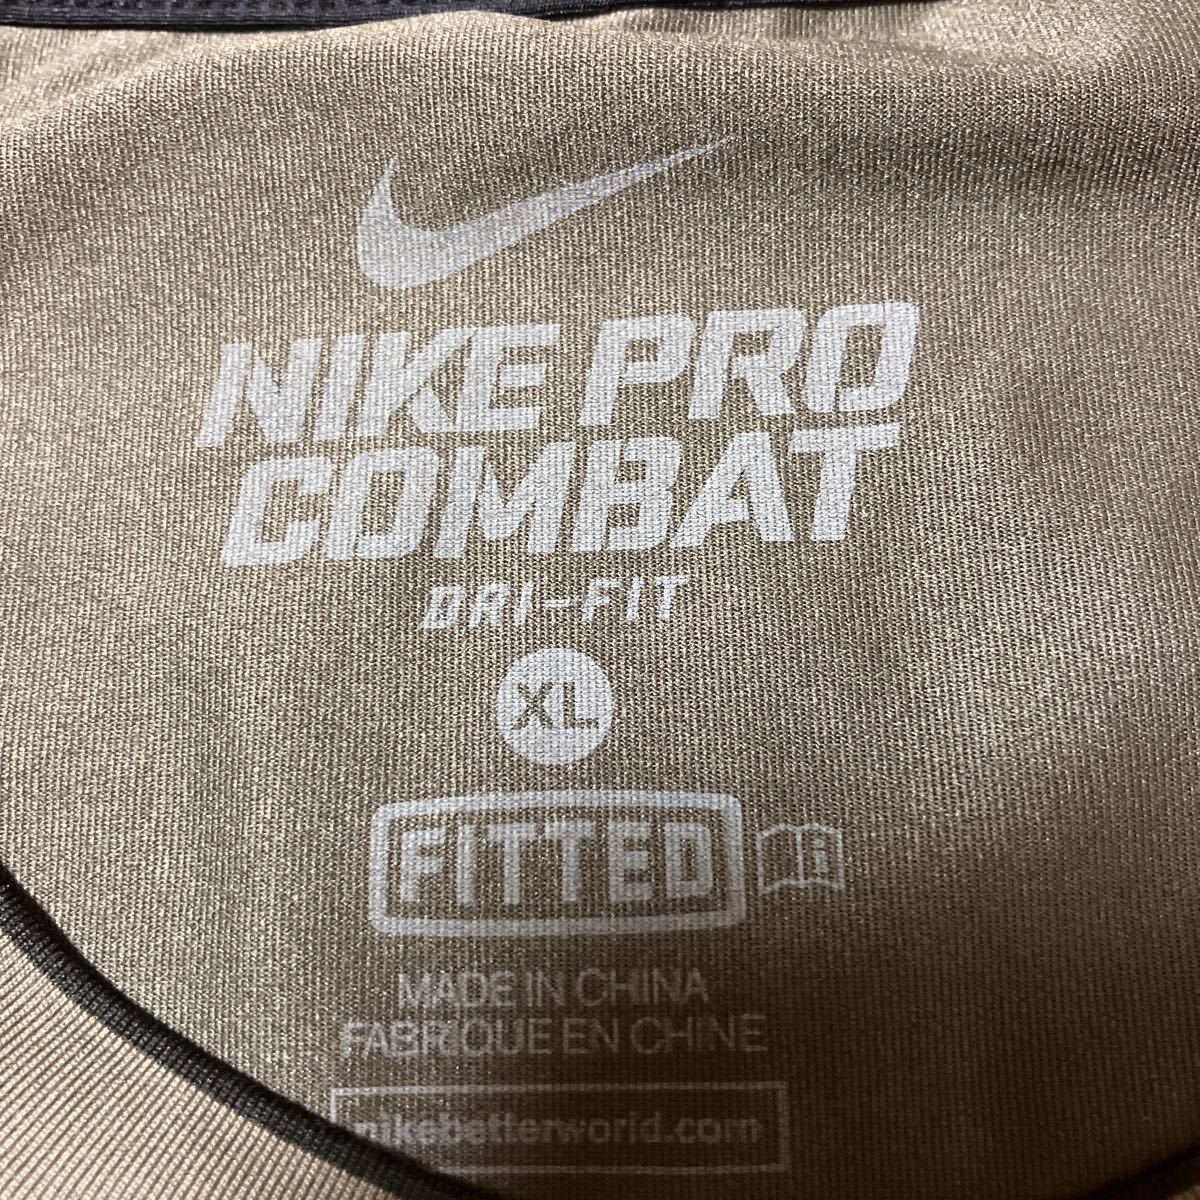 NIKE PRO
COMBAT
DRI-FIT
XL
FITTED
MADE IN CHINA
FABRIQUE EN CHINE
nikebetterworld.com